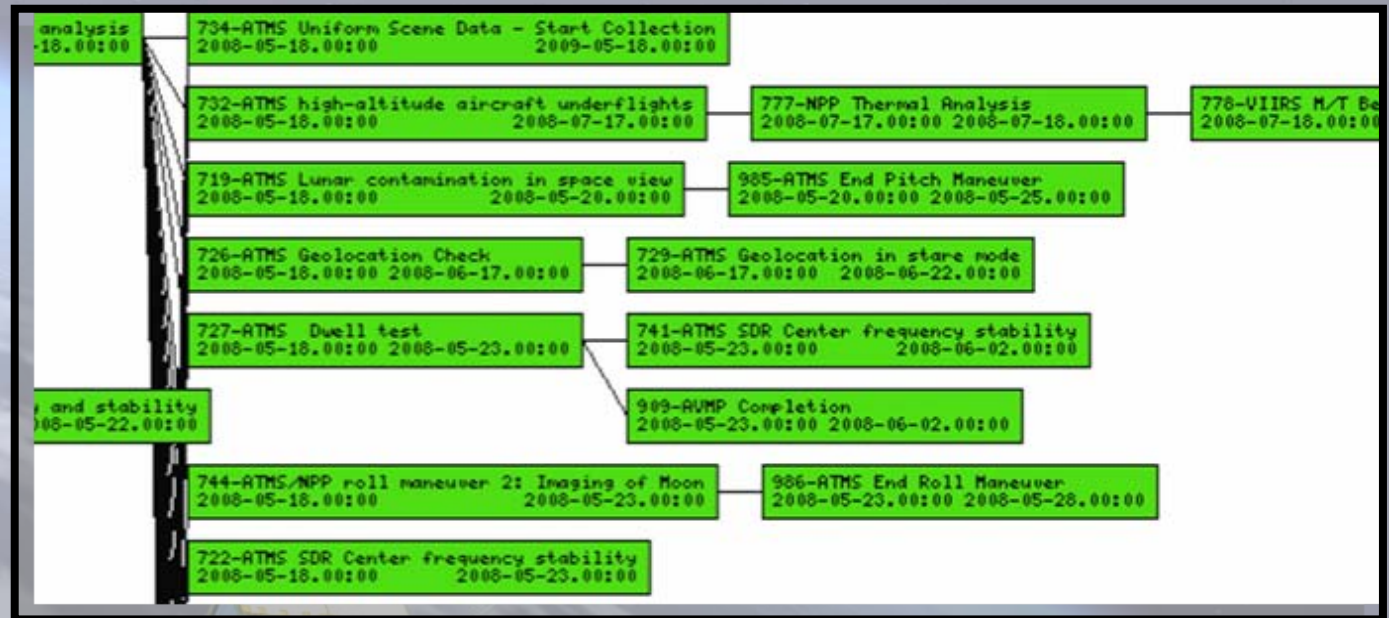 analysis
-18.00:00
734-ATMS Uniform Scene Data - Start Collection
2008-05-18.00:00 2009-05-18.00:00
732-ATMS high-altitude aircraft underflights
2008-05-18.00:00 2008-07-17.00:00
777-NPP Thermal Analysis
2008-07-17.00:00 2008-07-18.00:00
778-VIIRS M/T Be
2008-07-18.00:00
719-ATMS Lunar contamination in space view
2008-05-18.00:00 2008-05-20.00:00
985-ATMS End Pitch Maneuver
2008-05-20.00:00 2008-05-25.00:00
726-ATMS Geolocation Check
2008-05-18.00:00 2008-06-17.00:00
729-ATMS Geolocation in stare mode
2008-06-17.00:00 2008-06-22.00:00
727-ATMS Dwell test
2008-05-18.00:00 2008-05-23.00:00
741-ATMS SDR Center frequency stability
2008-05-23.00:00 2008-06-02.00:00
y and stability
08-05-22.00:00
909-AVMP Completion
2008-05-23.00:00 2008-06-02.00:00
744-ATMS/NPP roll maneuver 2: Imaging of Moon
2008-05-18.00:00 2008-05-23.00:00
986-ATMS End Roll Maneuver
2008-05-23.00:00 2008-05-28.00:00
722-ATMS SDR Center frequency stability
2008-05-18.00:00 2008-05-23.00:00